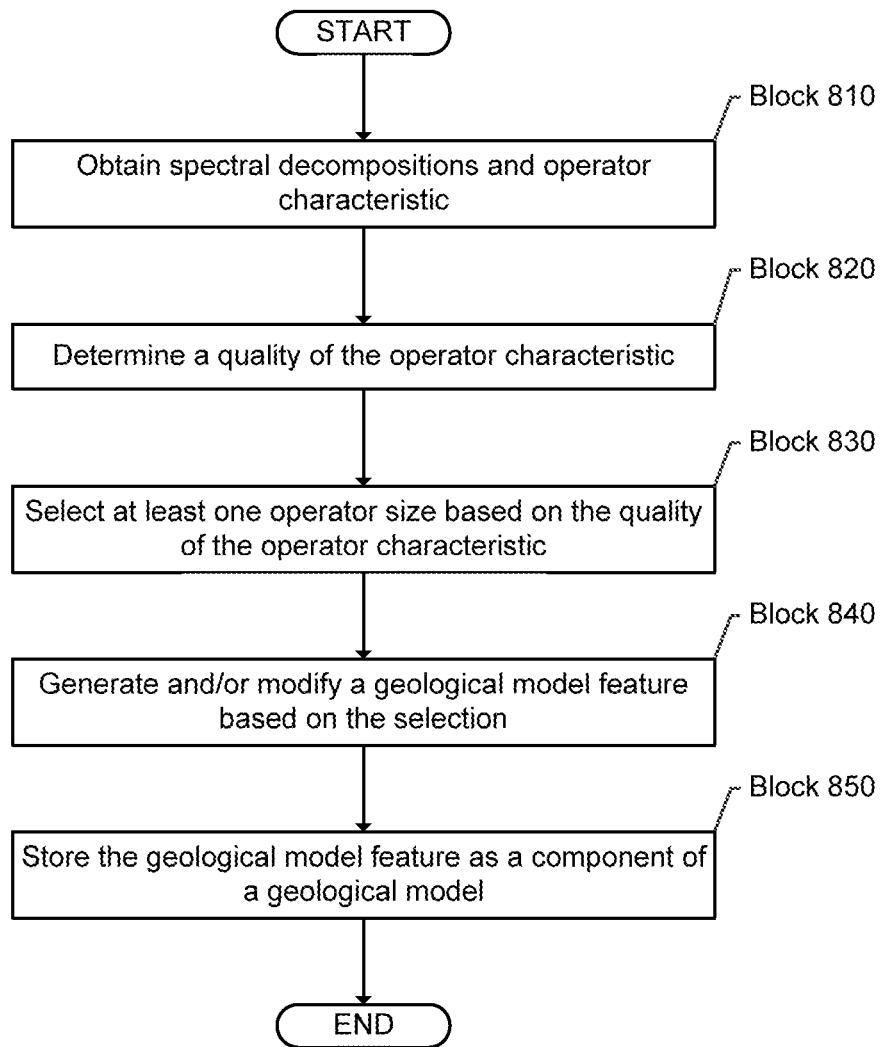 START
Block 810
Obtain spectral decompositions and operator
characteristic
Block 820
Determine a quality of the operator characteristic
Block 830
Select at least one operator size based on the quality
of the operator characteristic
Block 840
Generate and/or modify a geological model feature
based on the selection
Block 850
Store the geological model feature as a component of
a geological model
END